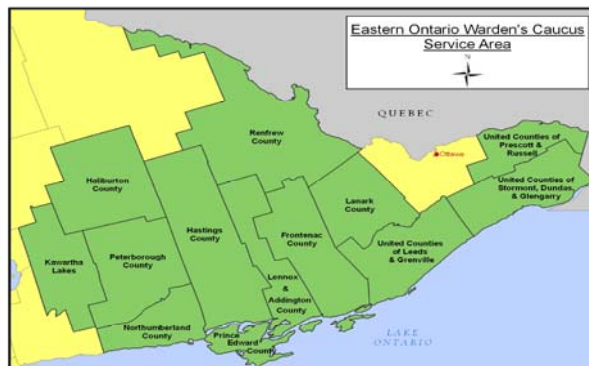 Eastern Ontario Warden's Caucus
Service Area
N
QUEBEC
Ottawa
Renfrew
County
United Counties of
Prescott &
Russell
Haliburton
County
United Counties of
Stormont, Dundas,
& Glengarry
Lanark
County
Hastings
County
Frontenac
County
Kawartha
Lakes
Peterborough
County
United Counties
of Leeds
& Grenville
Lennox
&
Addington
County
Northumberland
County
Prince
Edward
County
LAKE
ONTARIO